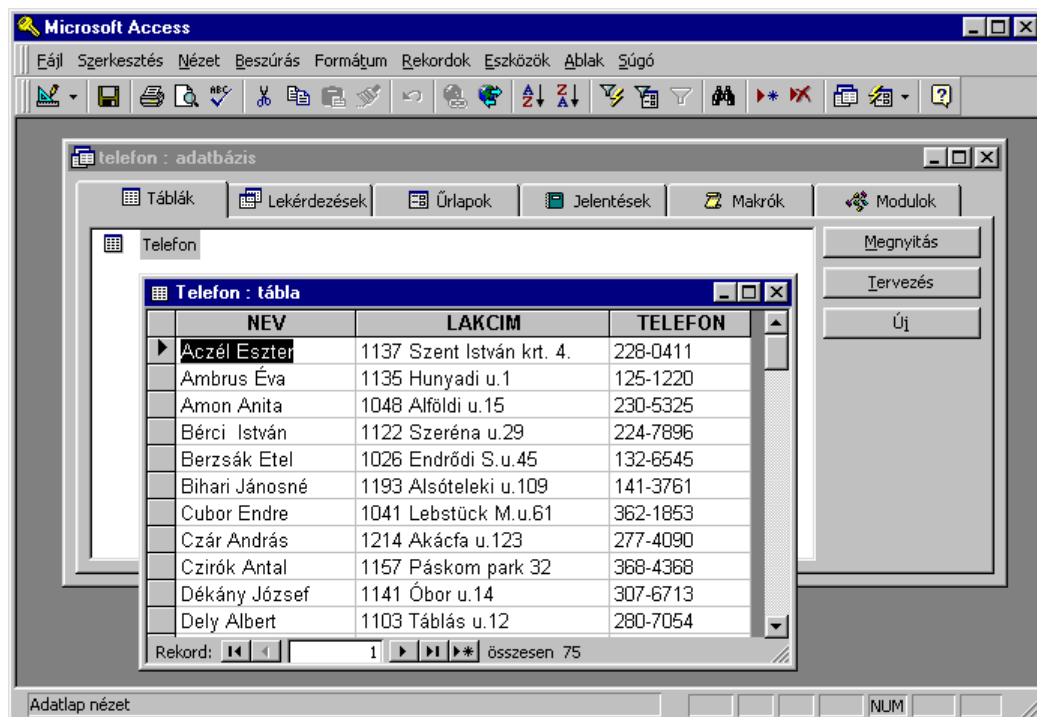 Microsoft Access
Fájl Szerkesztés Nézet Beszúrás Formátum Rekordok Eszközök Ablak Súgó
telefon : adatbázis
Táblák Lekérdezések Űrlapok Jelentések Makrók Modulok
Telefon
Megnyitás
Tervezés
Új
Telefon : tábla
NEV LAKCIM TELEFON
Aczél Eszter 1137 Szent István krt. 4. 228-0411
Ambrus Éva 1135 Hunyadi u.1 125-1220
Amon Anita 1048 Alföldi u.15 230-5325
Bérci István 1122 Szeréna u.29 224-7896
Berzsák Etel 1026 Endrődi S.u.45 132-6545
Bihari Jánosné 1193 Alsóteleki u.109 141-3761
Cubor Endre 1041 Lebstück M.u.61 362-1853
Czár András 1214 Akácfa u.123 277-4090
Czirók Antal 1157 Páskom park 32 368-4368
Dékány József 1141 Óbor u.14 307-6713
Dely Albert 1103 Táblás u.12 280-7054
Rekord: 1 összesen 75
Adatlap nézet NUM